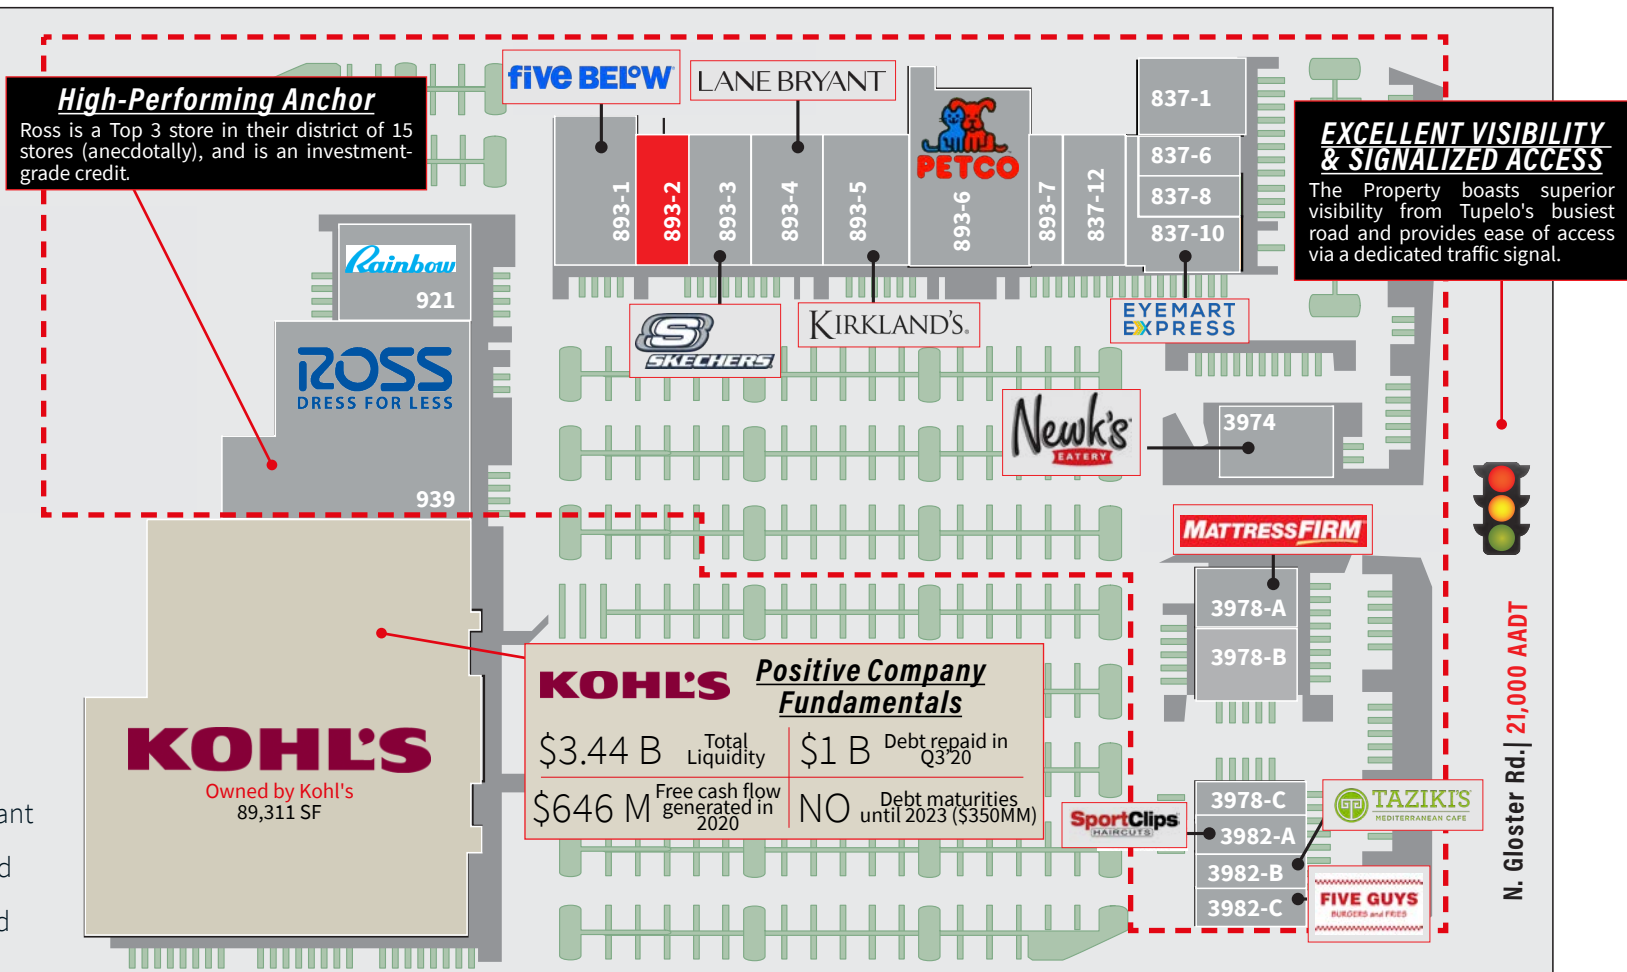 High-Performing Anchor
Ross is a Top 3 store in their district of 15
stores (anecdotally), and is an investment-
grade credit.
fiVe BELOW
LANE BRYANT
PETCO
893-1
893-2
893-3
893-4
893-5
893-6
893-7
837-12
837-1
837-6
837-8
837-10
EXCELLENT VISIBILITY
& SIGNALIZED ACCESS
The Property boasts superior
visibility from Tupelo's busiest
road and provides ease of access
via a dedicated traffic signal.
Rainbow
921
S
SKECHERS
KIRKLAND'S.
EYEMART
EXPRESS
ROSS
DRESS FOR LESS
939
Newk's
EATERY
3974
MATTRESSFIRM
3978-A
3978-B
KOHL'S
Owned by Kohl's
89,311 SF
KOHL'S
Positive Company
Fundamentals
$3.44 B Total
Liquidity
$1 B Debt repaid in
Q3'20
$646 M Free cash flow
generated in
2020
NO Debt maturities
until 2023 ($350MM)
3978-C
3982-A
3982-B
3982-C
SportClips
HAIRCUTS
TAZIKI'S
MEDITERRANEAN CAFE
FIVE GUYS
BURGERS and FRIES
N. Gloster Rd.| 21,000 AADT
ant
d
d